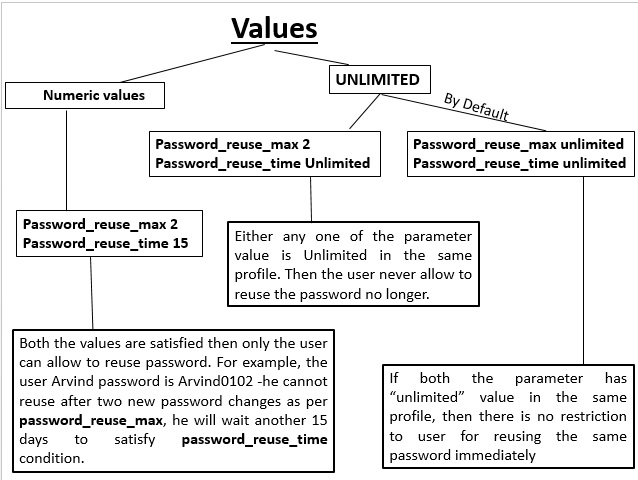 Values
UNLIMITED
Numeric values
By Default
Password_reuse_max 2
Password_reuse_time Unlimited
Password_reuse_max unlimited
Password_reuse_time unlimited
Password_reuse_max 2
Password_reuse_time 15
Either any one of the parameter
value is Unlimited in the same
profile. Then the user never allow to
reuse the password no longer.
Both the values are satisfied then only the user
can allow to reuse password. For example, the
user Arvind password is Arvind0102 -he cannot
reuse after two new password changes as per
password_reuse_max, he will wait another 15
days to satisfy password_reuse_time
condition.
If both the parameter has
“unlimited” value in the same
profile, then there is no restriction
to user for reusing the same
password immediately